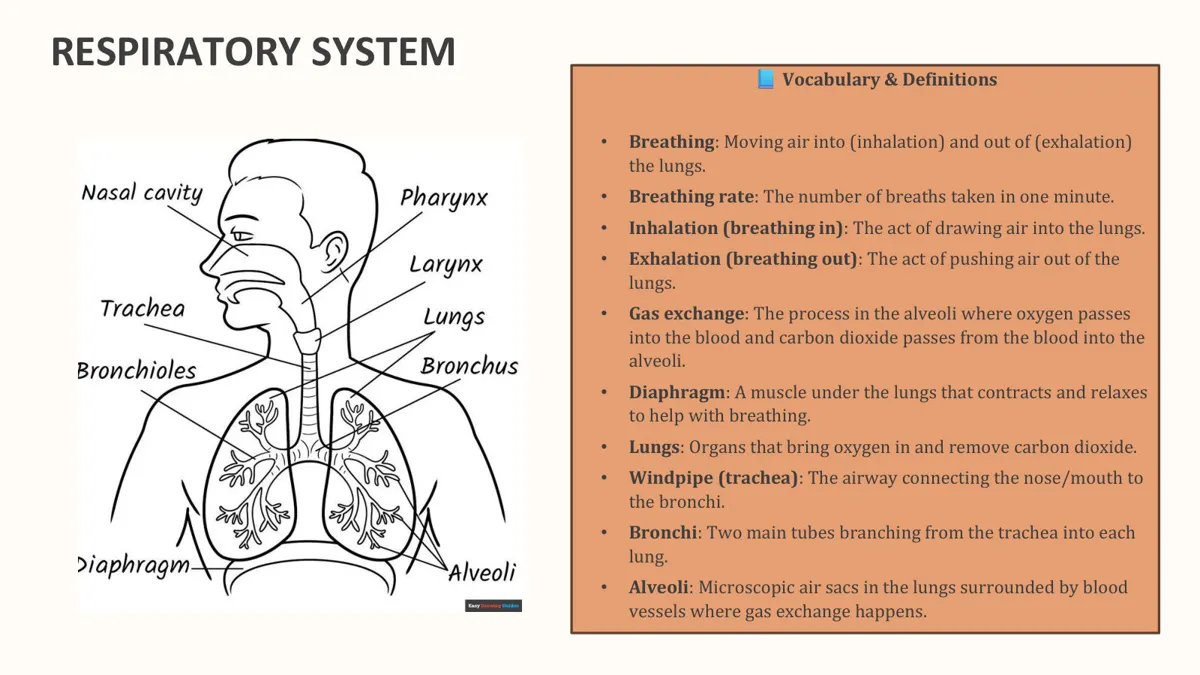 RESPIRATORY SYSTEM
Nasal cavity
Pharynx
Larynx
Trachea
Lungs
Bronchioles
Bronchus
Diaphragm
Alveoli
Easy Drawing Guides
📘 Vocabulary & Definitions
• Breathing: Moving air into (inhalation) and out of (exhalation)
the lungs.
• Breathing rate: The number of breaths taken in one minute.
• Inhalation (breathing in): The act of drawing air into the lungs.
• Exhalation (breathing out): The act of pushing air out of the
lungs.
• Gas exchange: The process in the alveoli where oxygen passes
into the blood and carbon dioxide passes from the blood into the
alveoli.
• Diaphragm: A muscle under the lungs that contracts and relaxes
to help with breathing.
• Lungs: Organs that bring oxygen in and remove carbon dioxide.
• Windpipe (trachea): The airway connecting the nose/mouth to
the bronchi.
• Bronchi: Two main tubes branching from the trachea into each
lung.
• Alveoli: Microscopic air sacs in the lungs surrounded by blood
vessels where gas exchange happens.